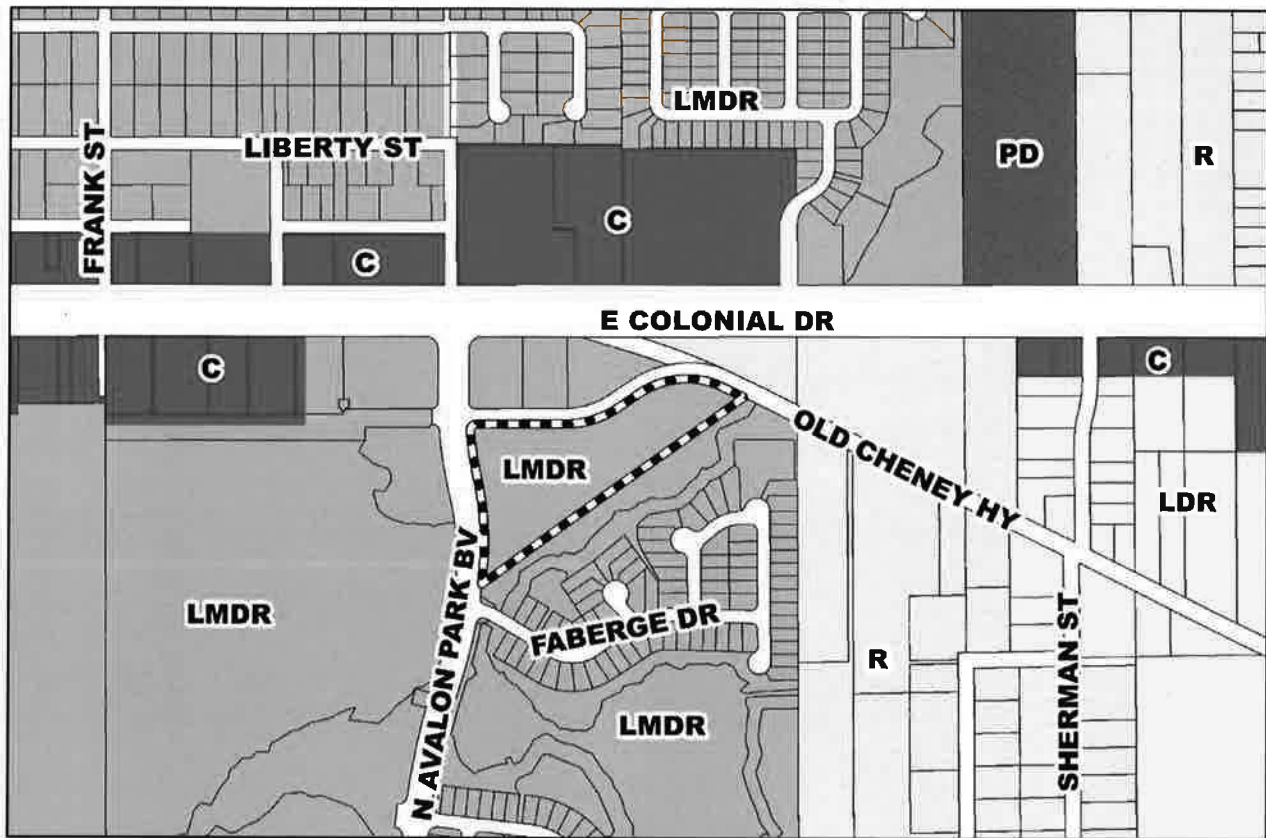 LMDR
LIBERTY ST
PD
R
FRANK ST
C
C
E COLONIAL DR
C
C
OLD CHENEY HY
LMDR
LDR
N AVALON PARK BV
LMDR
FABERGE DR
R
SHERMAN ST
LMDR